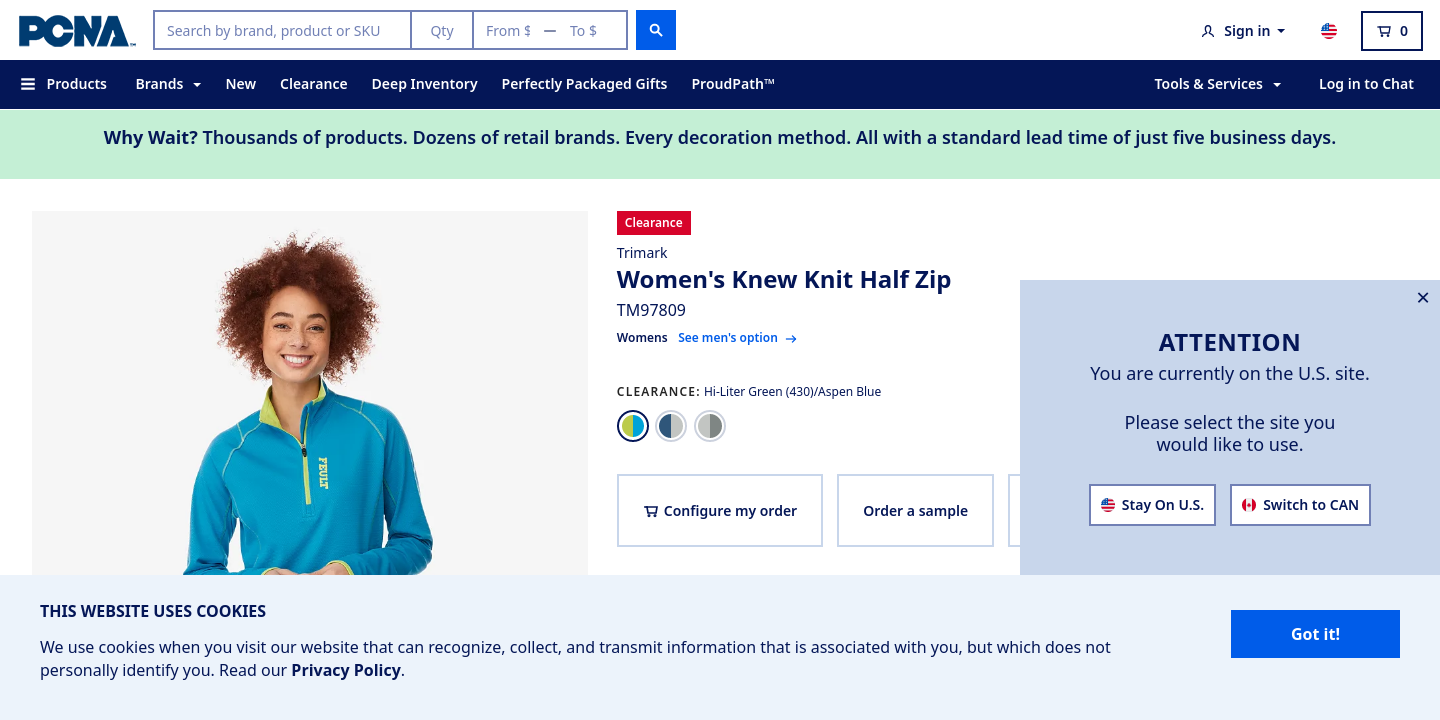 PCNA™
Search by brand, product or SKU
Qty
From $ — To $
Sign in
0
Products
Brands
New
Clearance
Deep Inventory
Perfectly Packaged Gifts
ProudPath™
Tools & Services
Log in to Chat
Why Wait? Thousands of products. Dozens of retail brands. Every decoration method. All with a standard lead time of just five business days.
Clearance
Trimark
Women's Knew Knit Half Zip
TM97809
Womens See men's option
CLEARANCE: Hi-Liter Green (430)/Aspen Blue
Configure my order
Order a sample
FEULT
ATTENTION
You are currently on the U.S. site.
Please select the site you
would like to use.
Stay On U.S.
Switch to CAN
THIS WEBSITE USES COOKIES
We use cookies when you visit our website that can recognize, collect, and transmit information that is associated with you, but which does not
personally identify you. Read our Privacy Policy.
Got it!